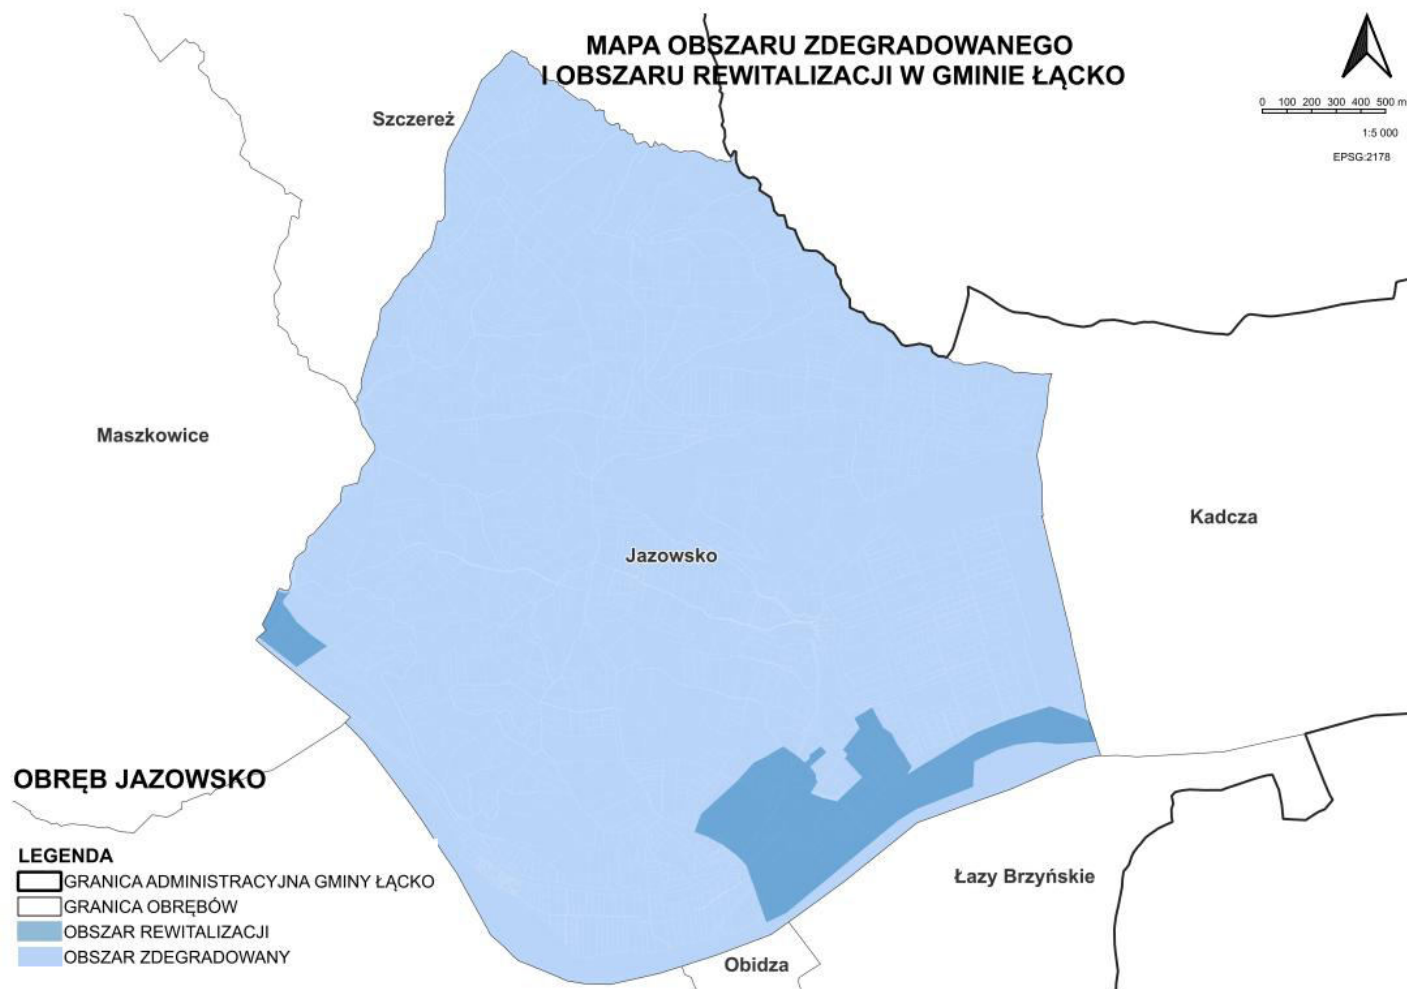 MAPA OBSZARU ZDEGRADOWANEGO
I OBSZARU REWITALIZACJI W GMINIE ŁĄCKO
0 100 200 300 400 500 m
1:5 000
EPSG:2178
Szczereż
Maszkowice
Kadcza
Jazowsko
OBRĘB JAZOWSKO
LEGENDA
GRANICA ADMINISTRACYJNA GMINY ŁĄCKO
GRANICA OBRĘBÓW
OBSZAR REWITALIZACJI
OBSZAR ZDEGRADOWANY
Łazy Brzyńskie
Obidza